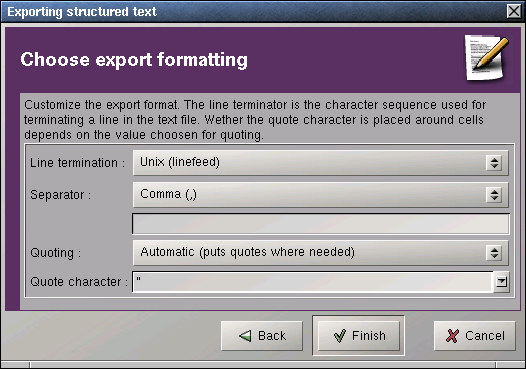 Exporting structured text
Choose export formatting
Customize the export format. The line terminator is the character sequence used for
terminating a line in the text file. Wether the quote character is placed around cells
depends on the value choosen for quoting.
Line termination : Unix (linefeed)
Separator : Comma (,)
Quoting : Automatic (puts quotes where needed)
Quote character : "
Back Finish Cancel